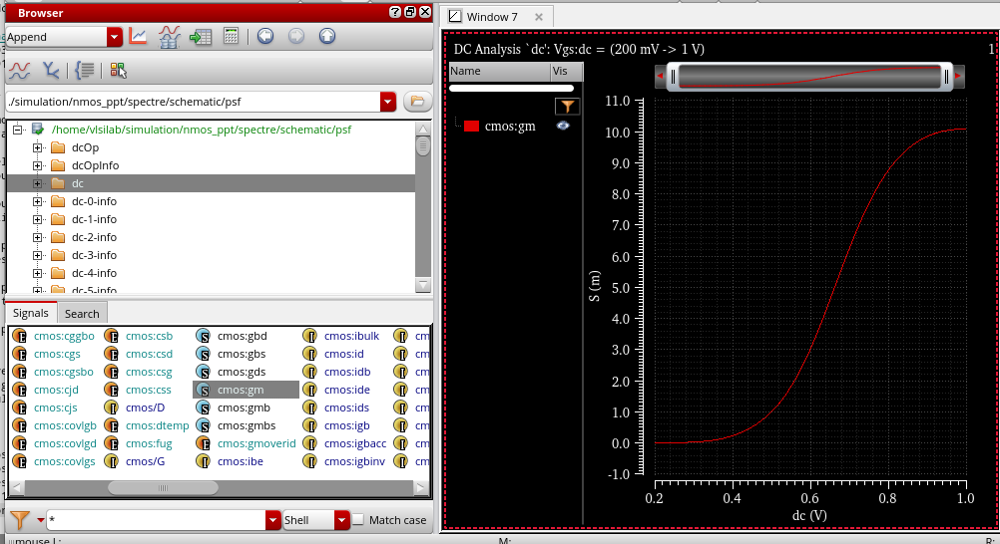 Browser
Append
./simulation/nmos_ppt/spectre/schematic/psf
/home/vlsilab/simulation/nmos_ppt/spectre/schematic/psf
dcOp
dcOpInfo
dc
dc-0-info
dc-1-info
dc-2-info
dc-3-info
dc-4-info
dc-5-info
Signals Search
cmos:cggbo cmos:csb cmos:gbd cmos:ibulk cm
cmos:cgs cmos:csd cmos:gbs cmos:id cm
cmos:cgsbo cmos:csg cmos:gds cmos:idb cm
cmos:cjd cmos:css cmos:gm cmos:ide cm
cmos:cjs cmos/D cmos:gmb cmos:ids cm
cmos:covlgb cmos:dtemp cmos:gmbs cmos:igb cm
cmos:covlgd cmos:fug cmos:gmoverid cmos:igbacc cm
cmos:covlgs cmos/G cmos:ibe cmos:igbinv cm
* Shell Match case
mouse L: M: R:
Window 7
DC Analysis `dc': Vgs:dc = (200 mV -> 1 V) 1
Name Vis
cmos:gm
11.0
10.0
9.0
8.0
7.0
6.0
5.0
4.0
3.0
2.0
1.0
0.0
-1.0
S (m)
0.2 0.4 0.6 0.8 1.0
dc (V)